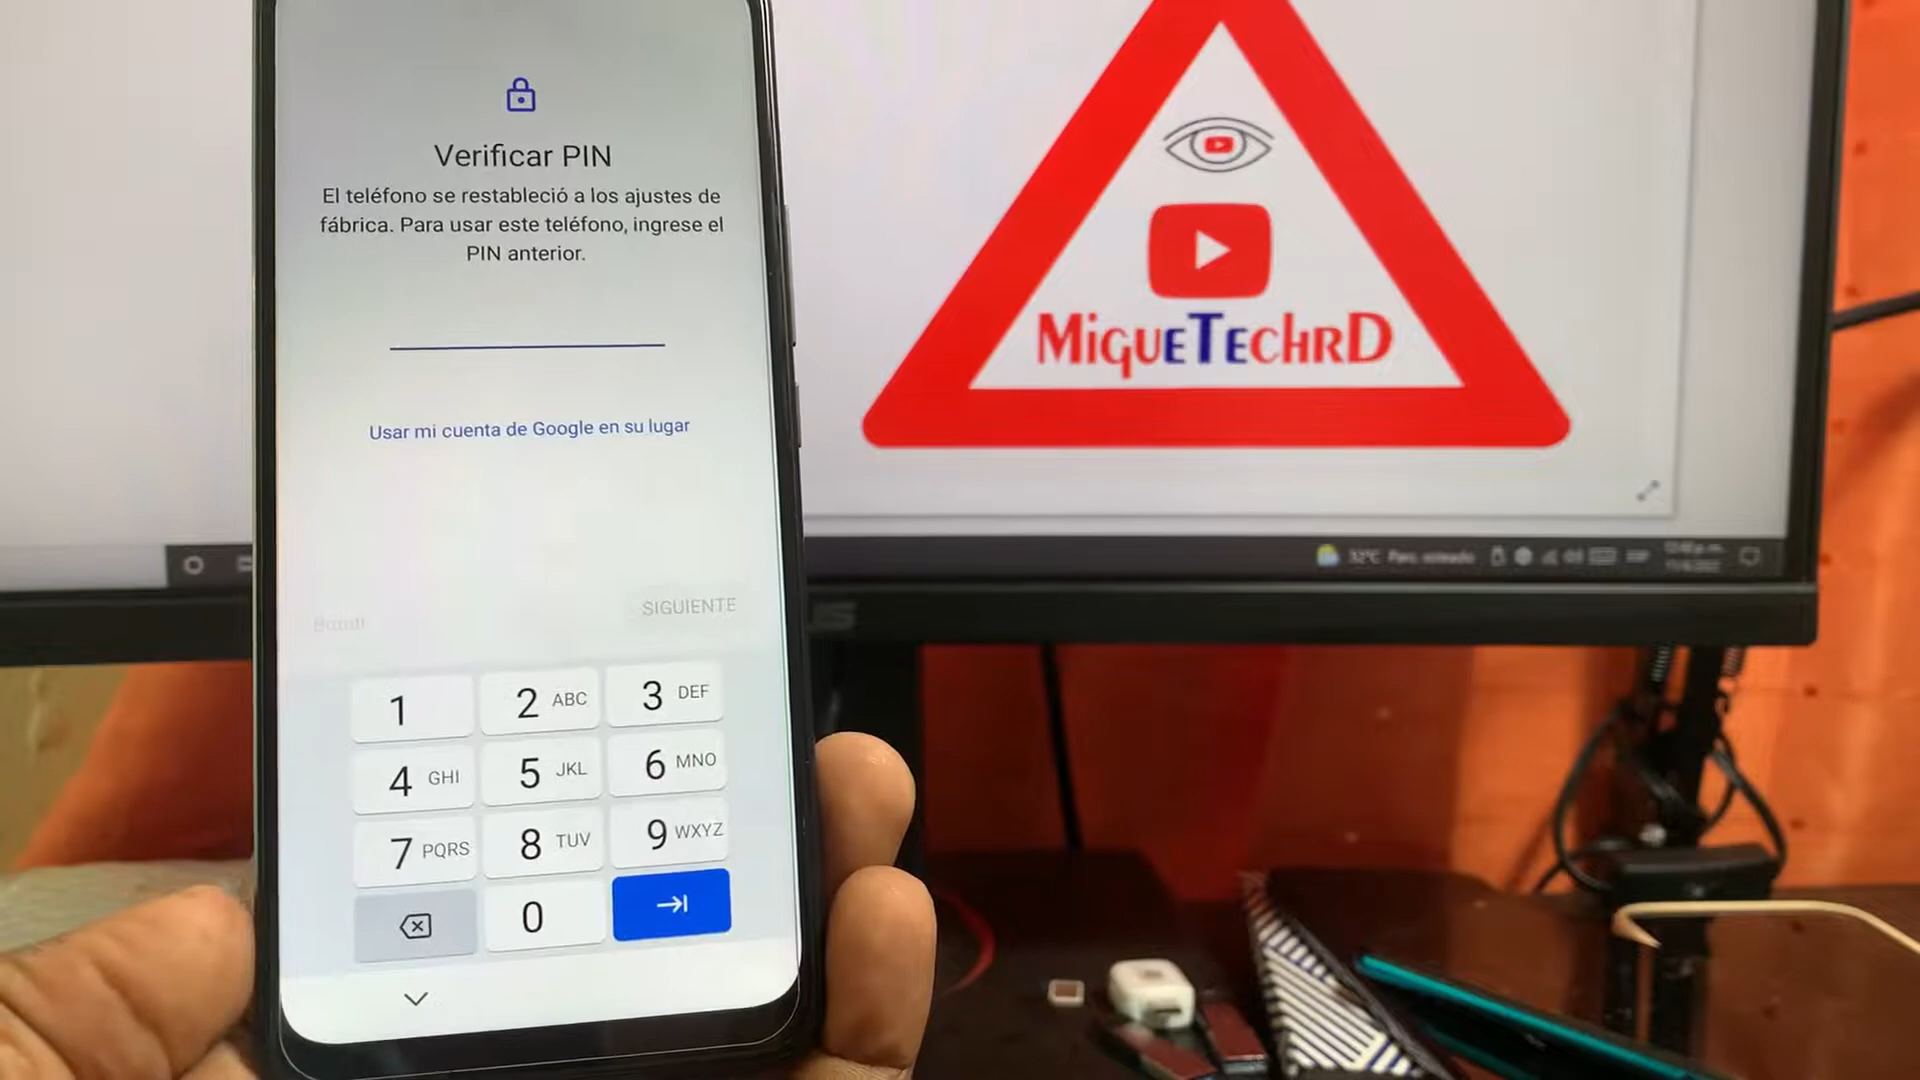 Verificar PIN
El teléfono se restableció a los ajustes de
fábrica. Para usar este teléfono, ingrese el
PIN anterior.
Usar mi cuenta de Google en su lugar
SIGUIENTE
1
2 ABC
3 DEF
4 GHI
5 JKL
6 MNO
7 PQRS
8 TUV
9 WXYZ
0
MiguETEchRD
32°C